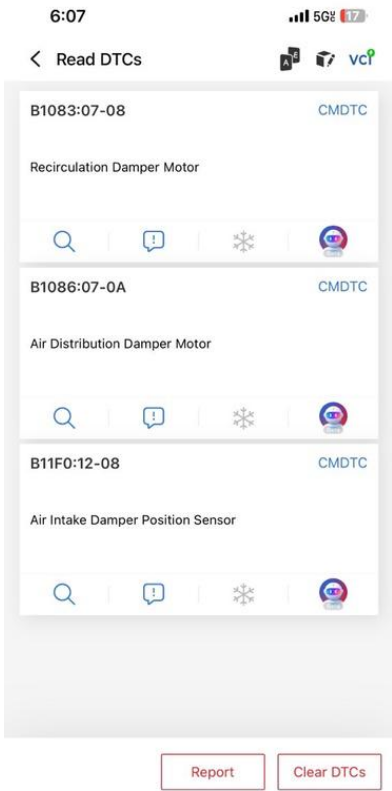 6:07 5GE 17
Read DTCs A E VCI
B1083:07-08 CMDTC
Recirculation Damper Motor
B1086:07-0A CMDTC
Air Distribution Damper Motor
B11F0:12-08 CMDTC
Air Intake Damper Position Sensor
Report Clear DTCs